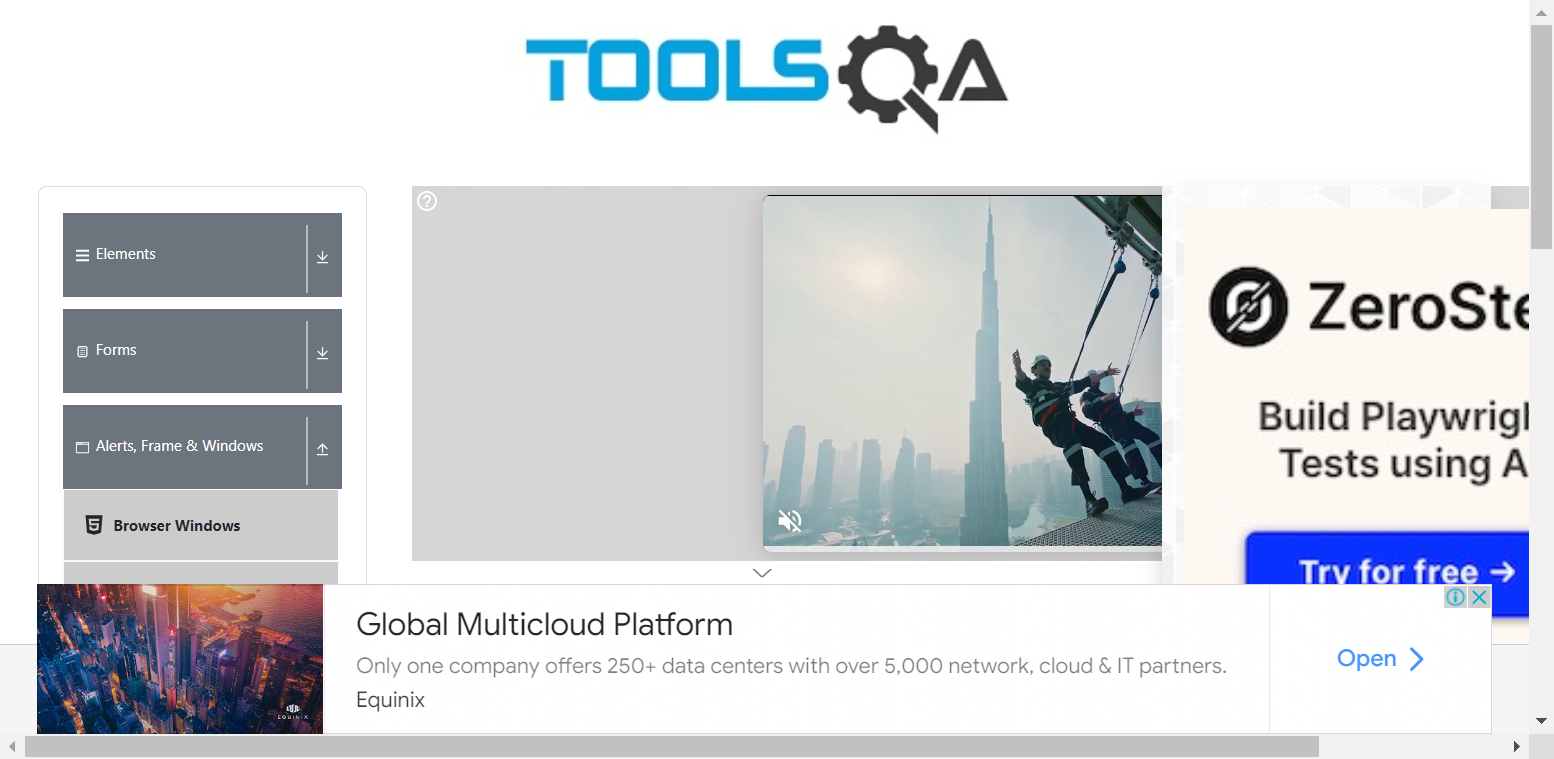 TOOLSQA
Elements
Forms
Alerts, Frame & Windows
Browser Windows
ZeroSte
Build Playwrigh
Tests using A
Try for free →
Global Multicloud Platform
Only one company offers 250+ data centers with over 5,000 network, cloud & IT partners.
Equinix
EQUINIX
Open